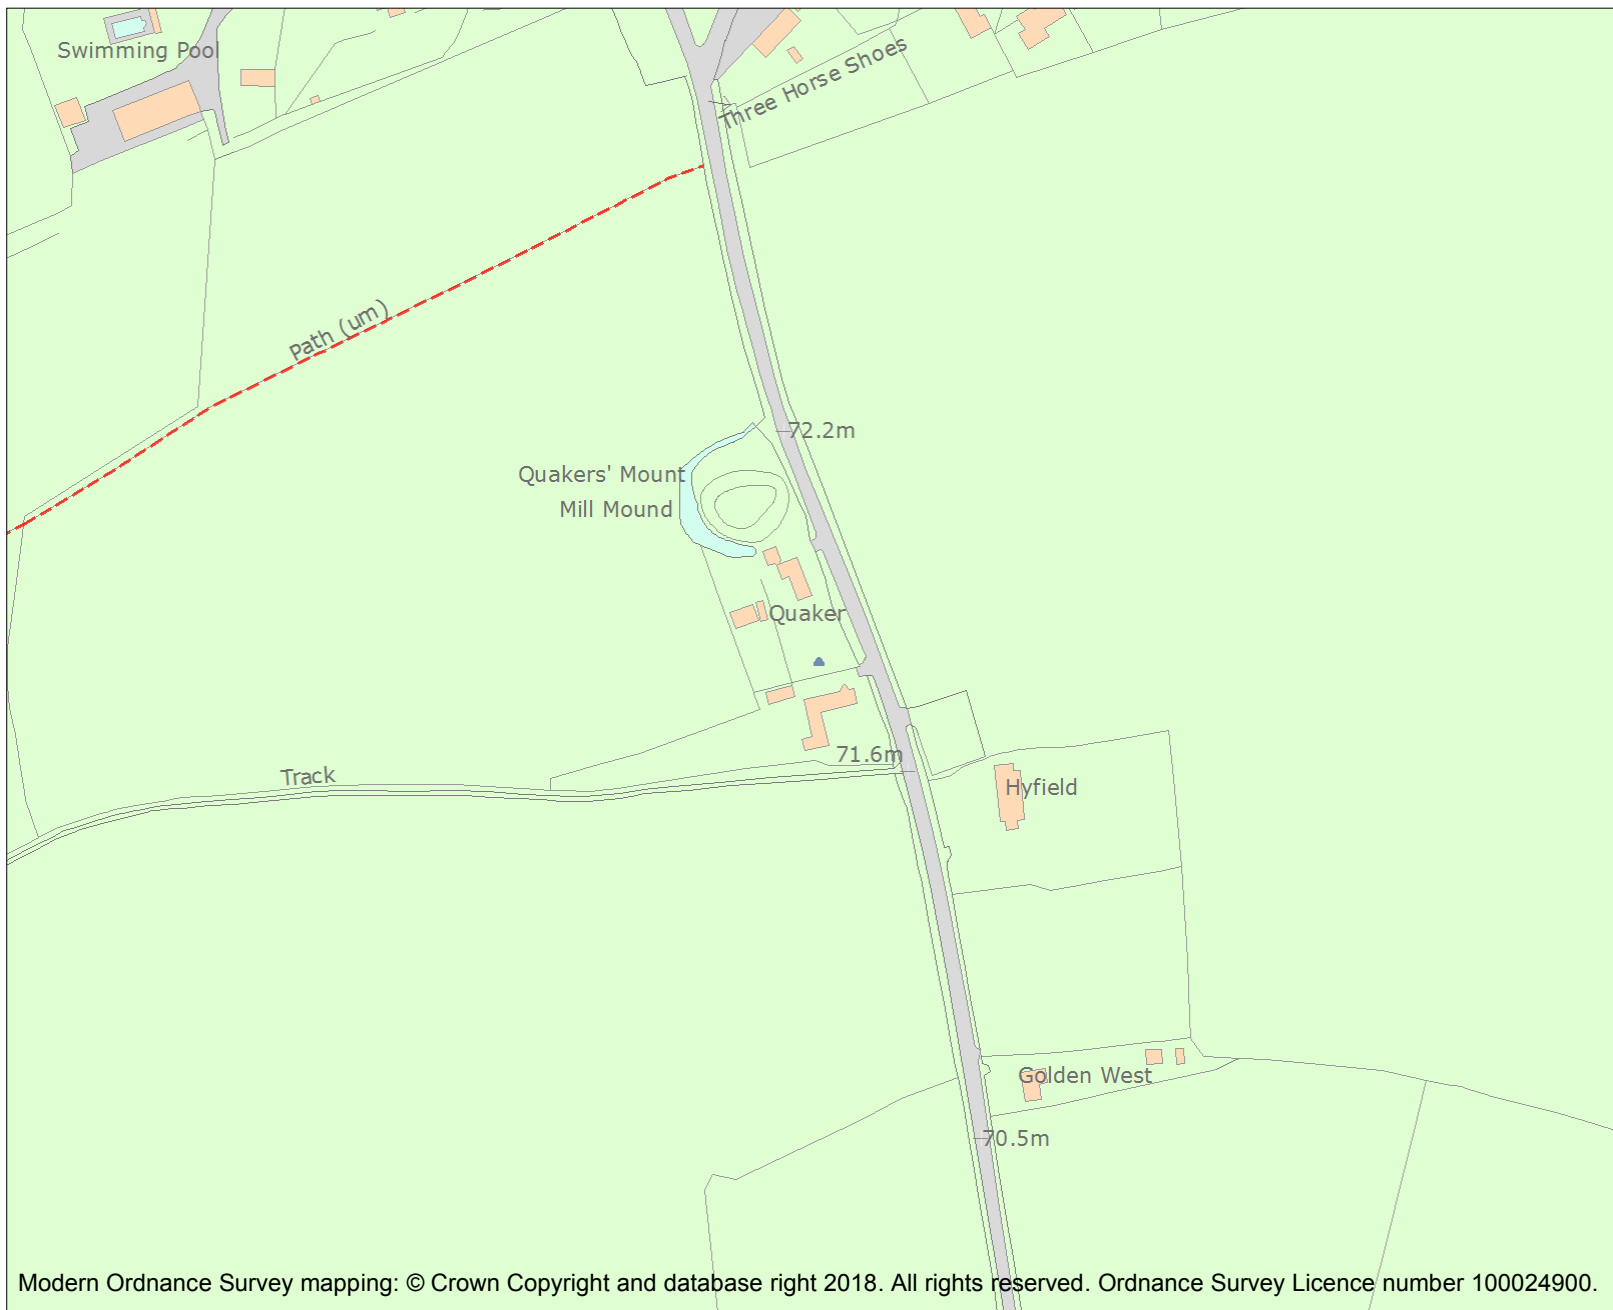 Swimming Pool
Three Horse Shoes
Path (um)
72.2m
Quakers' Mount
Mill Mound
Quaker
71.6m
Track
Hyfield
Golden West
70.5m
Modern Ordnance Survey mapping: © Crown Copyright and database right 2018. All rights reserved. Ordnance Survey Licence number 100024900.